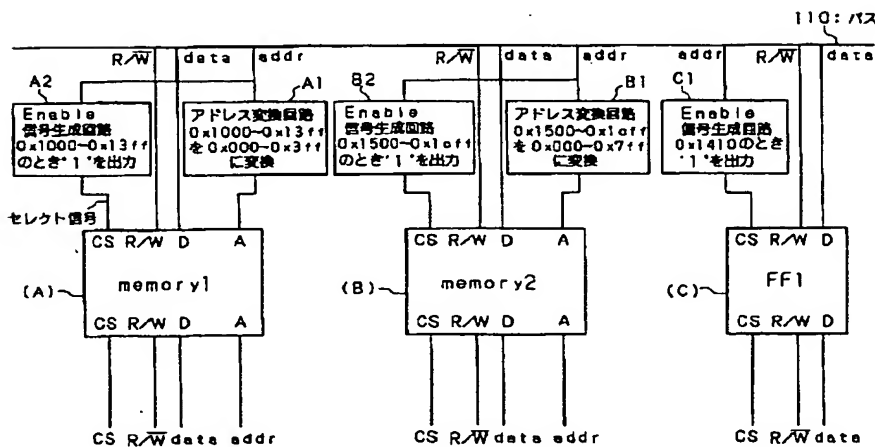 110: バス
R/W data addr
R/W data addr
addr R/W data
A2
Enable
信号生成回路
0x1000~0x13ff
のとき"1"を出力
A1
アドレス変換回路
0x1000~0x13ff
を0x000~0x3ff
に変換
B2
Enable
信号生成回路
0x1500~0x1aff
のとき"1"を出力
B1
アドレス変換回路
0x1500~0x1aff
を0x000~0x7ff
に変換
C1
Enable
信号生成回路
0x1410のとき
"1"を出力
セレクト信号
CS R/W D A
(A) memory1
CS R/W D A
CS R/W D A
(B) memory2
CS R/W D A
CS R/W D
(C) FF1
CS R/W D
CS R/W data addr
CS R/W data addr
CS R/W data